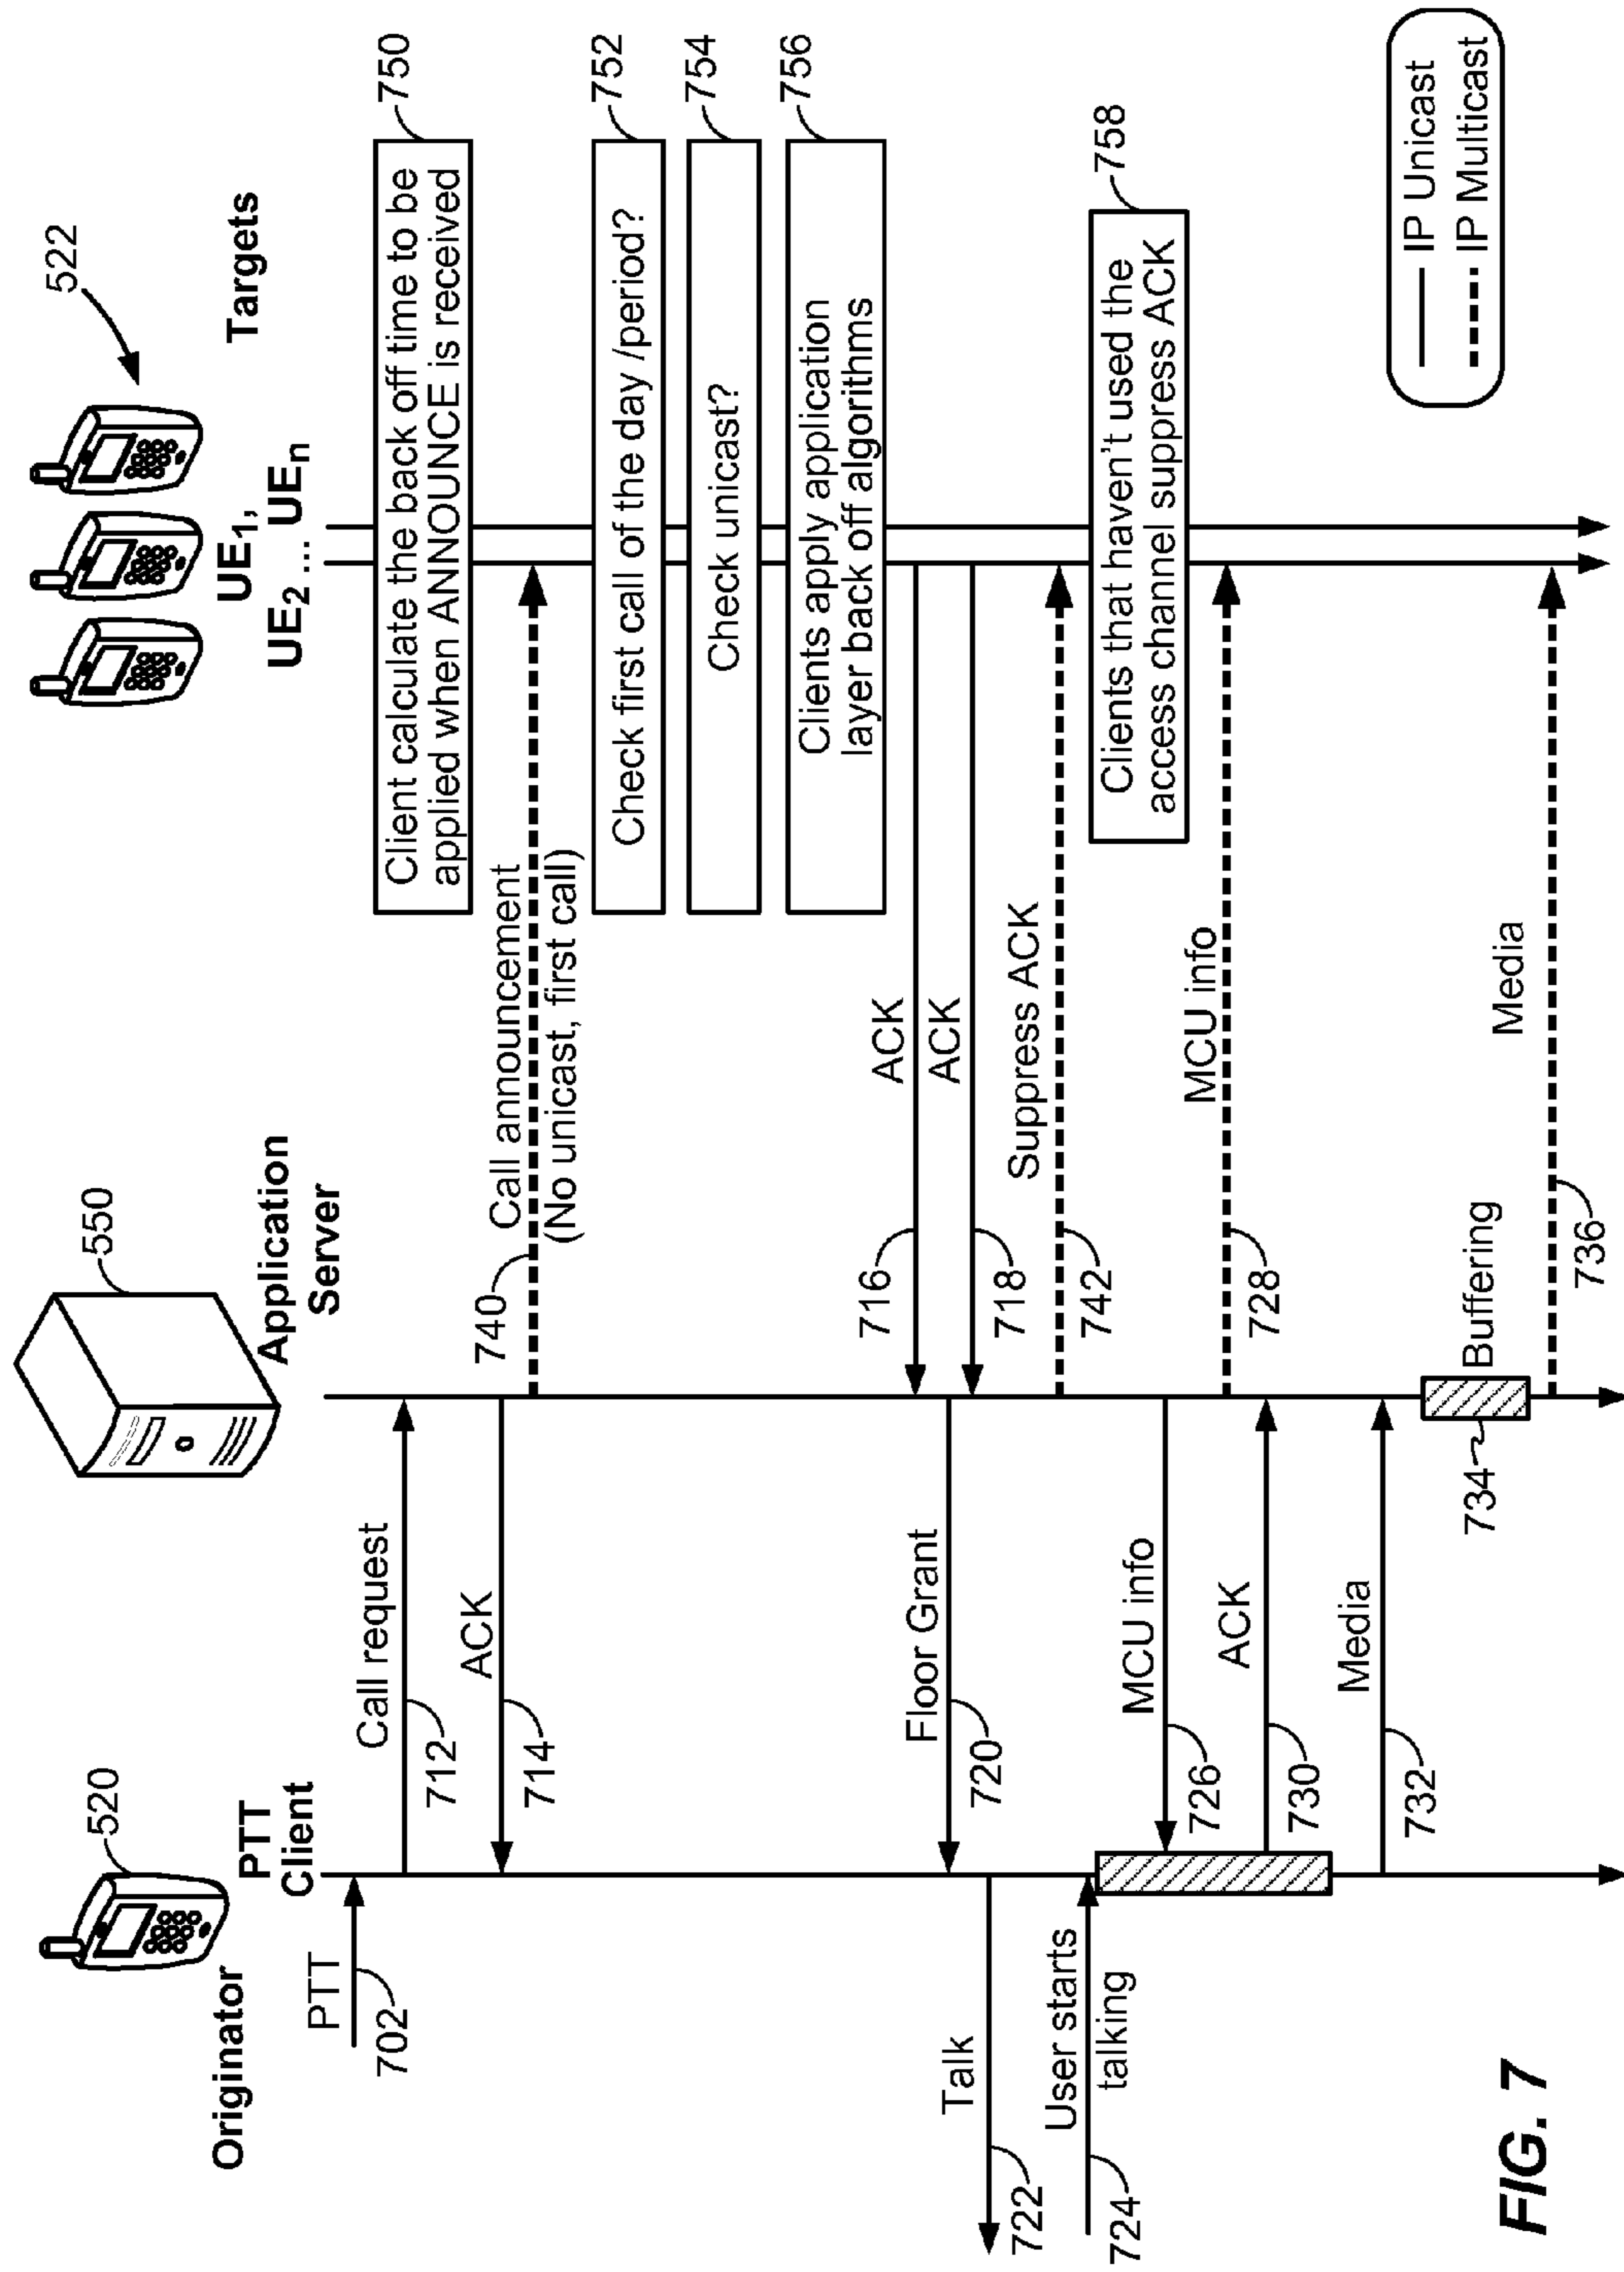 Originator
520
PTT
Client
550
Application
Server
522
UE1,
UE2 ... UEn
Targets
PTT
702
Client calculate the back off time to be
applied when ANNOUNCE is received
750
Call request
712
ACK
714
740
Call announcement
(No unicast, first call)
Check first call of the day /period?
752
Check unicast?
754
Clients apply application
layer back off algorithms
756
716
ACK
Floor Grant
720
718
ACK
Talk
722
742
Suppress ACK
User starts
talking
724
Clients that haven't used the
access channel suppress ACK
758
MCU info
726
728
MCU info
ACK
730
Media
732
734
Buffering
736
Media
IP Unicast
IP Multicast
FIG. 7